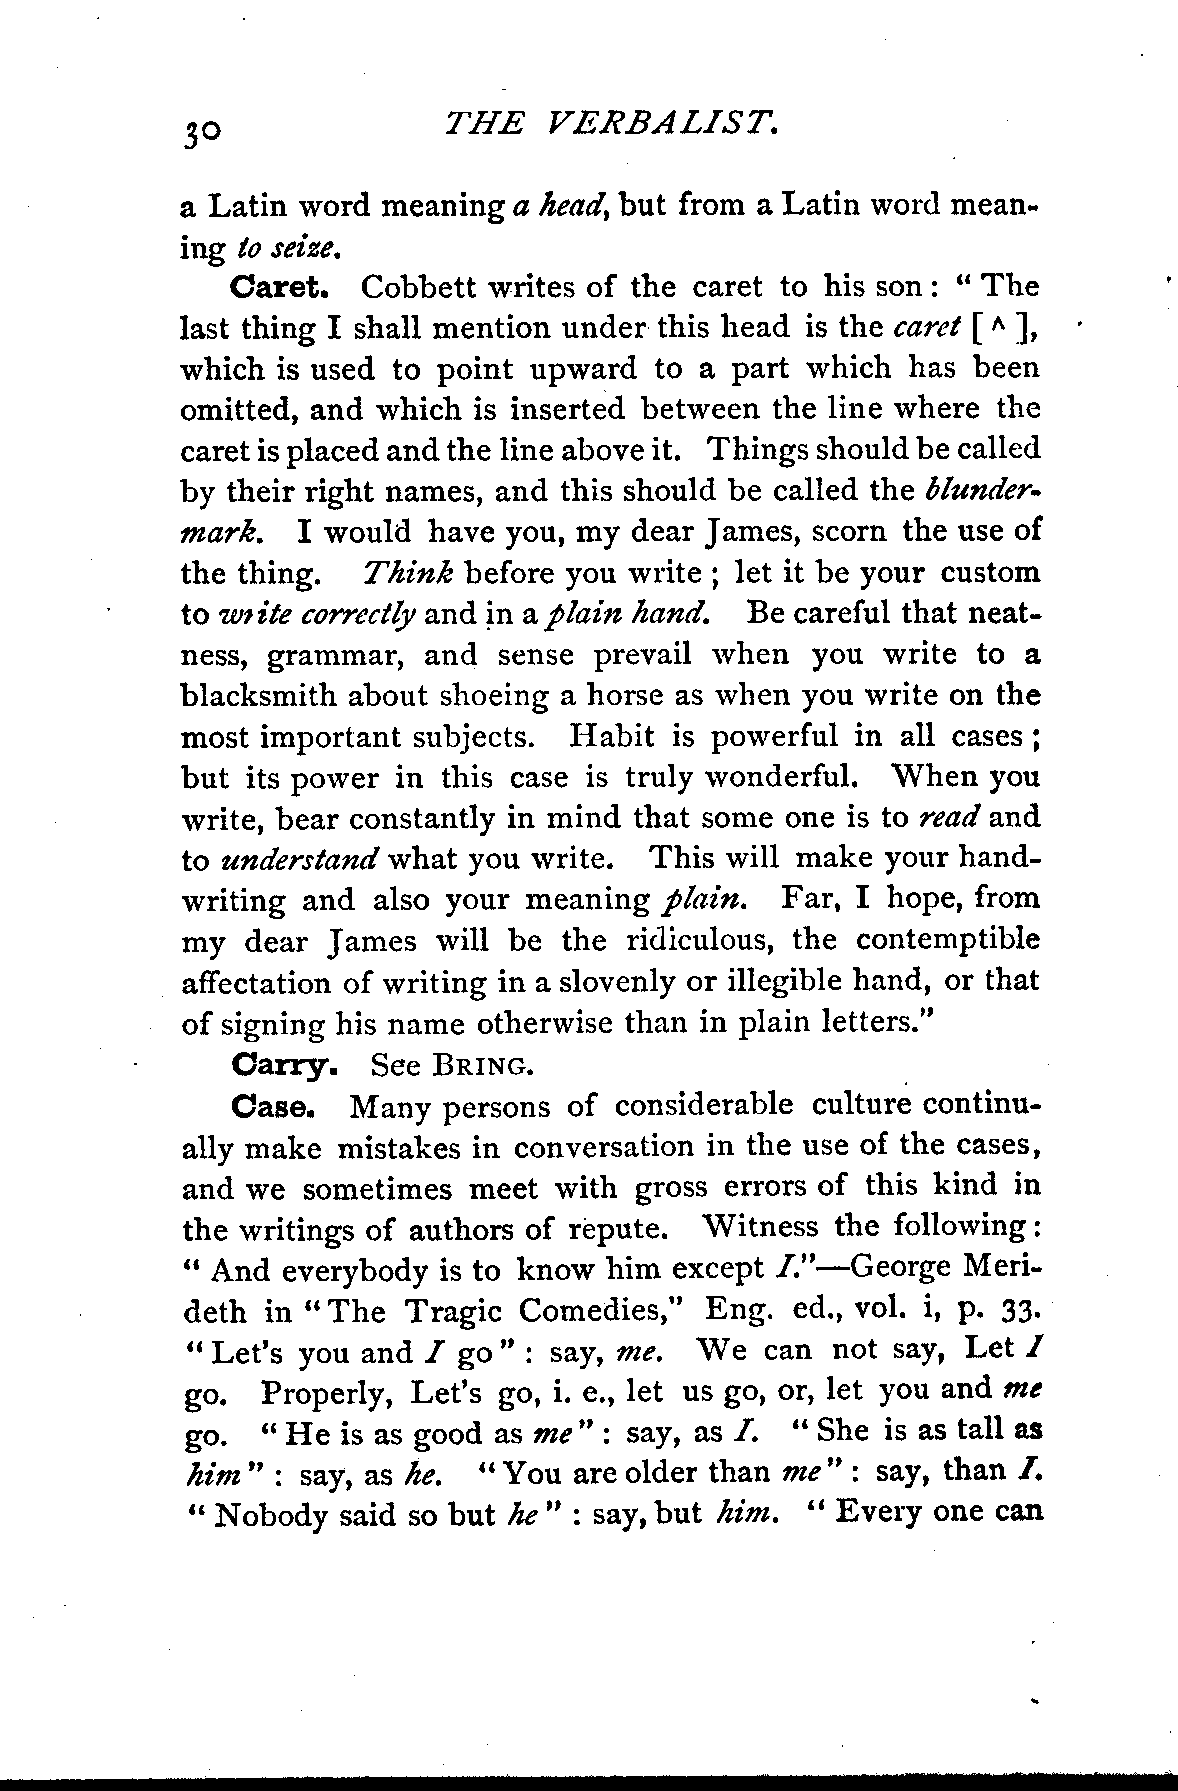 30 THE VERBALIST.
a Latin word meaning a head, but from a Latin word mean-
ing to seize.
Caret. Cobbett writes of the caret to his son : “ The
last thing I shall mention under this head is the caret [ ^ ],
which is used to point upward to a part which has been
omitted, and which is inserted between the line where the
caret is placed and the line above it. Things should be called
by their right names, and this should be called the blunder-
mark. I would have you, my dear James, scorn the use of
the thing. Think before you write ; let it be your custom
to write correctly and in a plain hand. Be careful that neat-
ness, grammar, and sense prevail when you write to a
blacksmith about shoeing a horse as when you write on the
most important subjects. Habit is powerful in all cases ;
but its power in this case is truly wonderful. When you
write, bear constantly in mind that some one is to read and
to understand what you write. This will make your hand-
writing and also your meaning plain. Far, I hope, from
my dear James will be the ridiculous, the contemptible
affectation of writing in a slovenly or illegible hand, or that
of signing his name otherwise than in plain letters.”
Carry. See BRING.
Case. Many persons of considerable culture continu-
ally make mistakes in conversation in the use of the cases,
and we sometimes meet with gross errors of this kind in
the writings of authors of repute. Witness the following :
“ And everybody is to know him except I.”—George Meri-
deth in “ The Tragic Comedies,” Eng. ed., vol. i, p. 33.
“ Let's you and I go ” : say, me. We can not say, Let I
go. Properly, Let's go, i. e., let us go, or, let you and me
go. “ He is as good as me ” : say, as I. “ She is as tall as
him ” : say, as he. “ You are older than me ” : say, than I.
“ Nobody said so but he ” : say, but him. “ Every one can